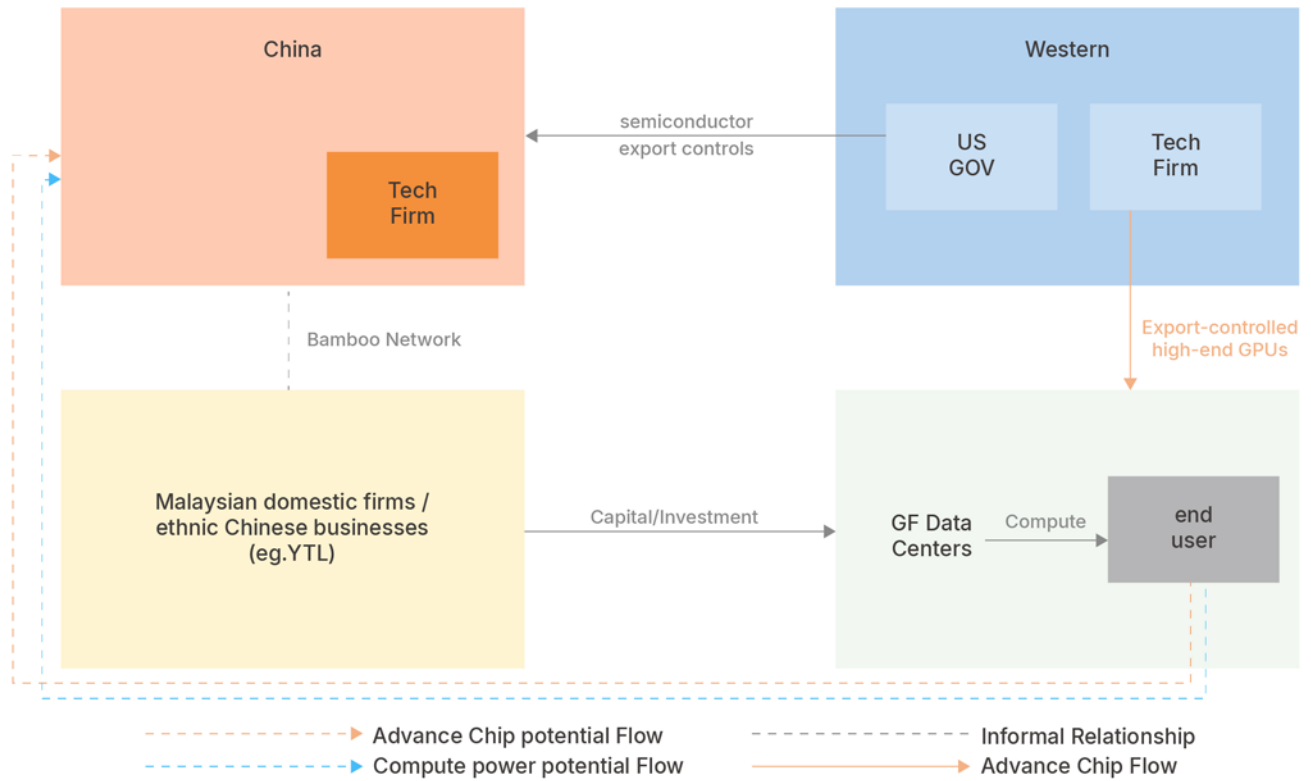 China
Western
semiconductor
export controls
US
GOV
Tech
Firm
Tech
Firm
Export-controlled
high-end GPUs
Bamboo Network
Malaysian domestic firms /
ethnic Chinese businesses
(eg.YTL)
Capital/Investment
GF Data
Centers
Compute
end
user
Advance Chip potential Flow
Informal Relationship
Compute power potential Flow
Advance Chip Flow